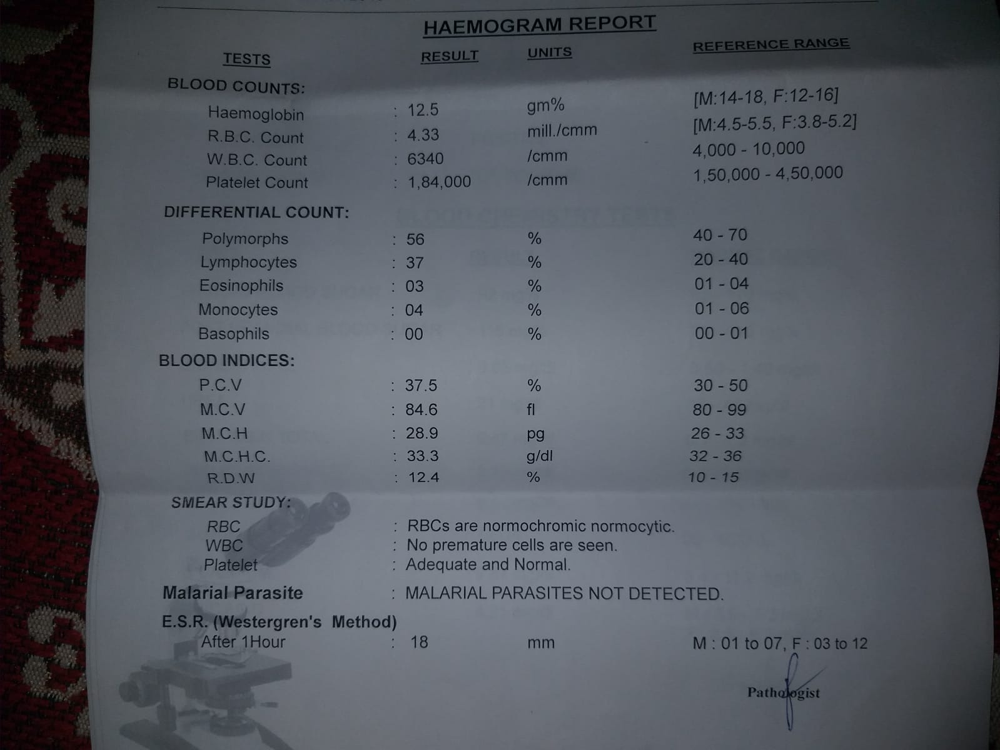 HAEMOGRAM REPORT
TESTS RESULT UNITS REFERENCE RANGE
BLOOD COUNTS:
Haemoglobin : 12.5 gm% [M:14-18, F:12-16]
R.B.C. Count : 4.33 mill./cmm [M:4.5-5.5, F:3.8-5.2]
W.B.C. Count : 6340 /cmm 4,000 - 10,000
Platelet Count : 1,84,000 /cmm 1,50,000 - 4,50,000
DIFFERENTIAL COUNT:
Polymorphs : 56 % 40 - 70
Lymphocytes : 37 % 20 - 40
Eosinophils : 03 % 01 - 04
Monocytes : 04 % 01 - 06
Basophils : 00 % 00 - 01
BLOOD INDICES:
P.C.V : 37.5 % 30 - 50
M.C.V : 84.6 fl 80 - 99
M.C.H : 28.9 pg 26 - 33
M.C.H.C. : 33.3 g/dl 32 - 36
R.D.W : 12.4 % 10 - 15
SMEAR STUDY:
RBC : RBCs are normochromic normocytic.
WBC : No premature cells are seen.
Platelet : Adequate and Normal.
Malarial Parasite : MALARIAL PARASITES NOT DETECTED.
E.S.R. (Westergren's Method)
After 1Hour : 18 mm M : 01 to 07, F : 03 to 12
Pathologist